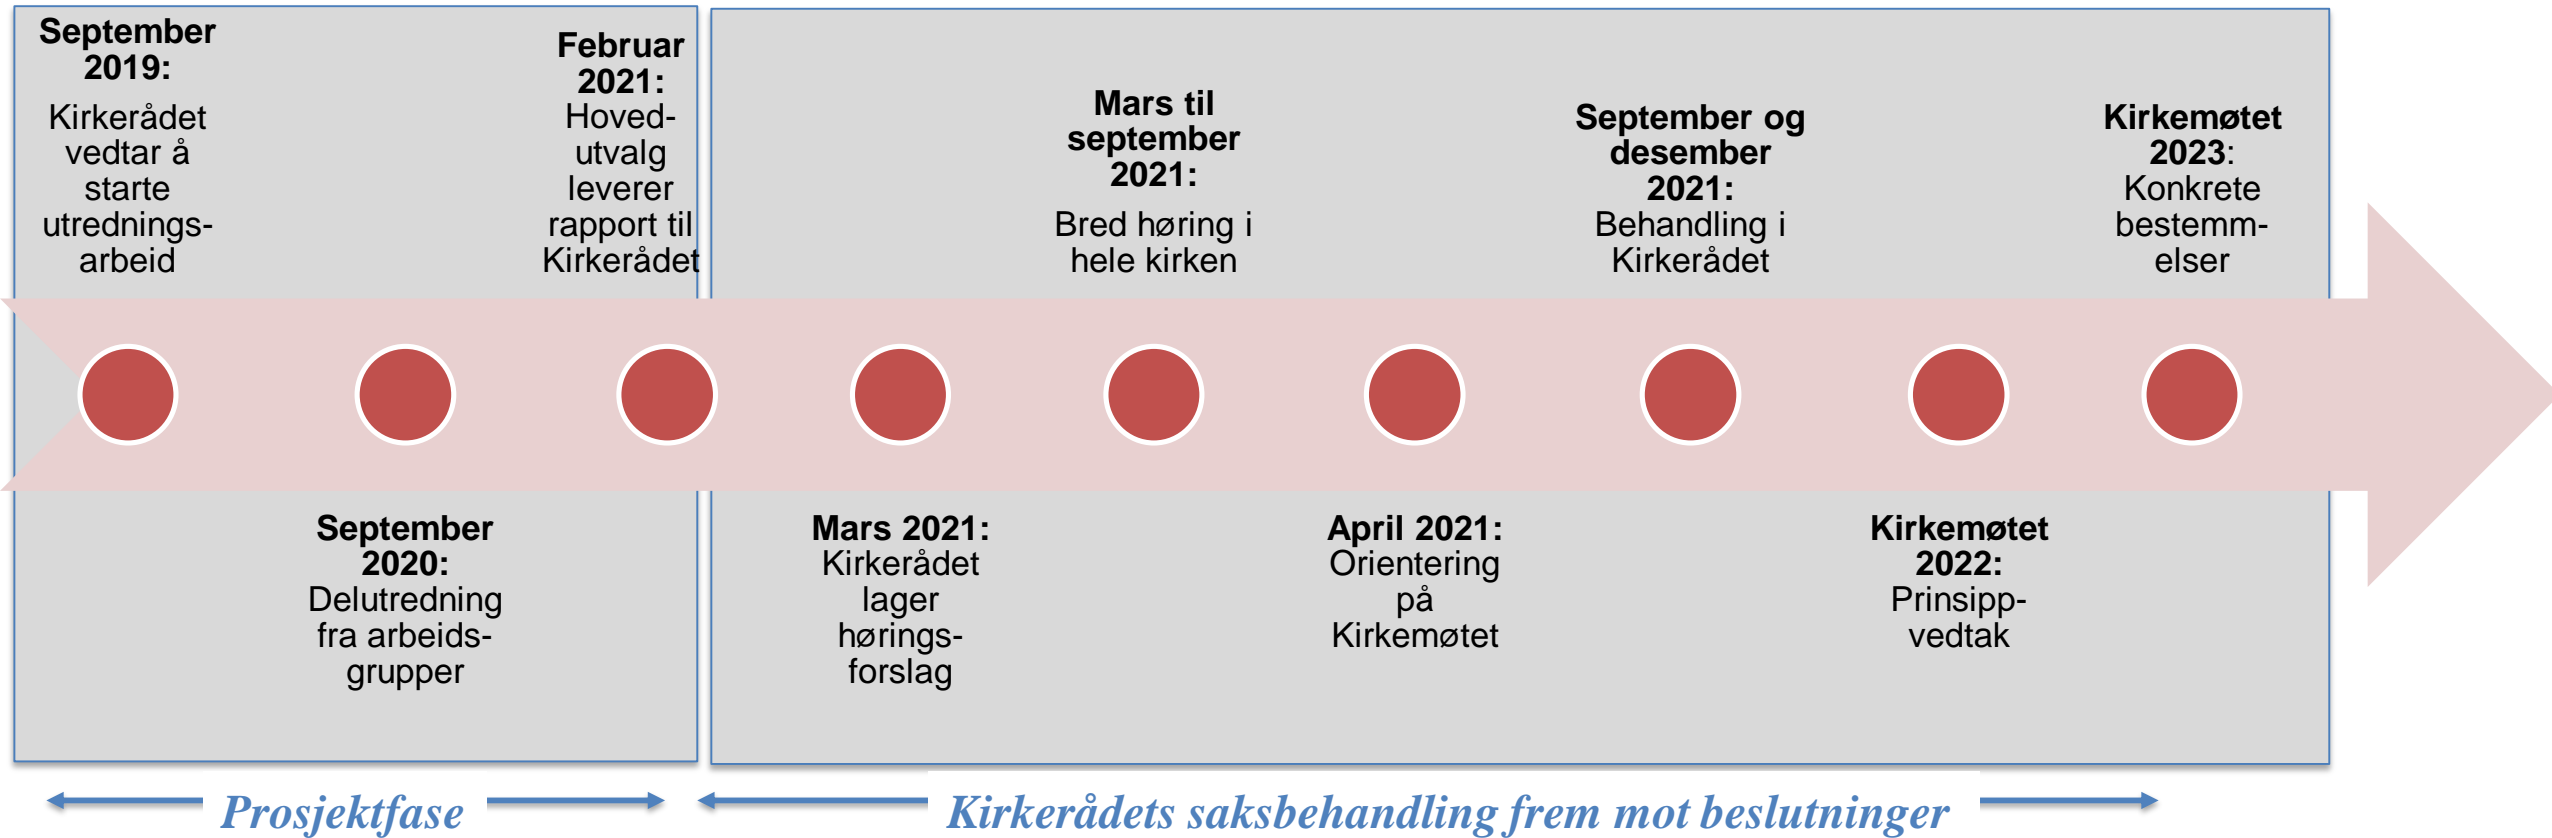 September
2019:
Kirkerådet
vedtar å
starte
utrednings-
arbeid
Februar
2021:
Hoved-
utvalg
leverer
rapport til
Kirkerådet
Mars til
september
2021:
Bred høring i
hele kirken
September og
desember
2021:
Behandling i
Kirkerådet
Kirkemøtet
2023:
Konkrete
bestemm-
elser
September
2020:
Delutredning
fra arbeids-
grupper
Mars 2021:
Kirkerådet
lager
hørings-
forslag
April 2021:
Orientering
på
Kirkemøtet
Kirkemøtet
2022:
Prinsipp-
vedtak
Prosjektfase
Kirkerådets saksbehandling frem mot beslutninger